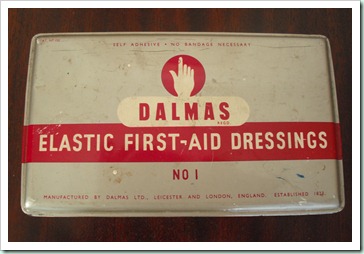 SELF ADHESIVE • NO BANDAGE NECESSARY
DALMAS
REGD
ELASTIC FIRST-AID DRESSINGS
NO 1
MANUFACTURED BY DALMAS LTD., LEICESTER AND LONDON, ENGLAND. ESTABLISHED